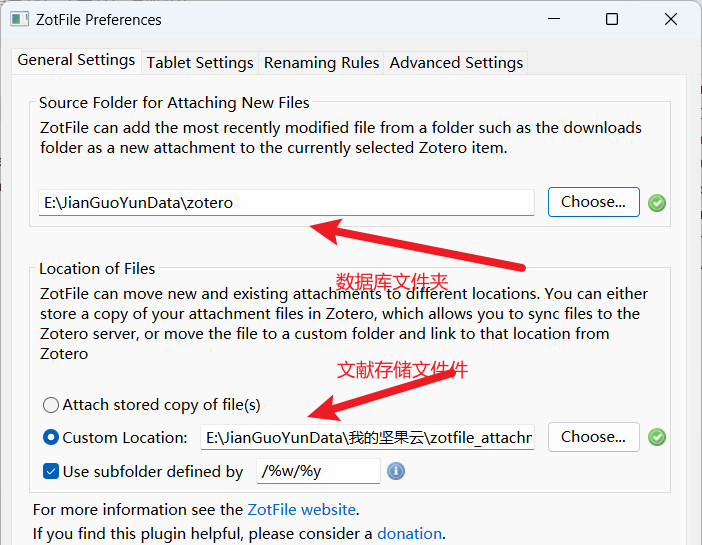 ZotFile Preferences
General Settings Tablet Settings Renaming Rules Advanced Settings
Source Folder for Attaching New Files
ZotFile can add the most recently modified file from a folder such as the downloads
folder as a new attachment to the currently selected Zotero item.
E:\JianGuoYunData\zotero Choose...
数据库文件夹
Location of Files
ZotFile can move new and existing attachments to different locations. You can either
store a copy of your attachment files in Zotero, which allows you to sync files to the
Zotero server, or move the file to a custom folder and link to that location from
Zotero
文献存储文件件
Attach stored copy of file(s)
Custom Location: E:\JianGuoYunData\我的坚果云\zotfile_attachn Choose...
Use subfolder defined by /%w/%y
For more information see the ZotFile website.
If you find this plugin helpful, please consider a donation.